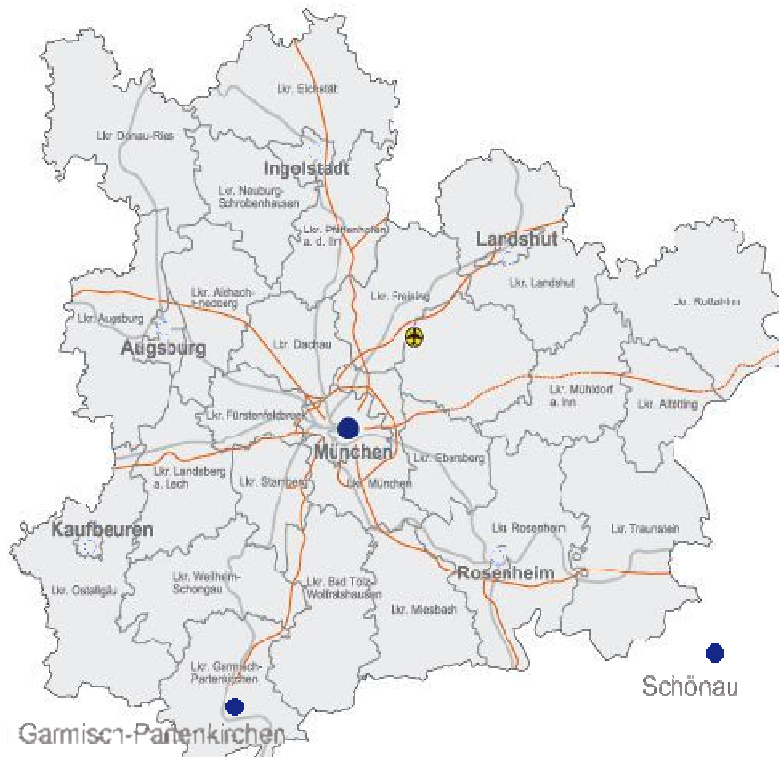 Lkr. Eichstätt
Lkr. Donau-Ries
Ingolstadt
Lkr. Neuburg-
Schrobenhausen
Lkr. Pfaffenhofen
a. d. Ilm
Landshut
Lkr. Landshut
Lkr. Aichach-
Friedberg
Lkr. Freising
Lkr. Rottal-Inn
Lkr. Augsburg
Augsburg
Lkr. Dachau
Lkr. Mühldorf
a. Inn
Lkr. Altötting
Lkr. Fürstenfeldbruck
München
Lkr. Ebersberg
Lkr. Landsberg
a. Lech
Lkr. Starnberg
Lkr. München
Kaufbeuren
Lkr. Rosenheim
Lkr. Traunstein
Rosenheim
Lkr. Ostallgäu
Lkr. Weilheim-
Schongau
Lkr. Bad Tölz-
Wolfratshausen
Lkr. Miesbach
Lkr. Garmisch-
Partenkirchen
Schönau
Garmisch-Partenkirchen